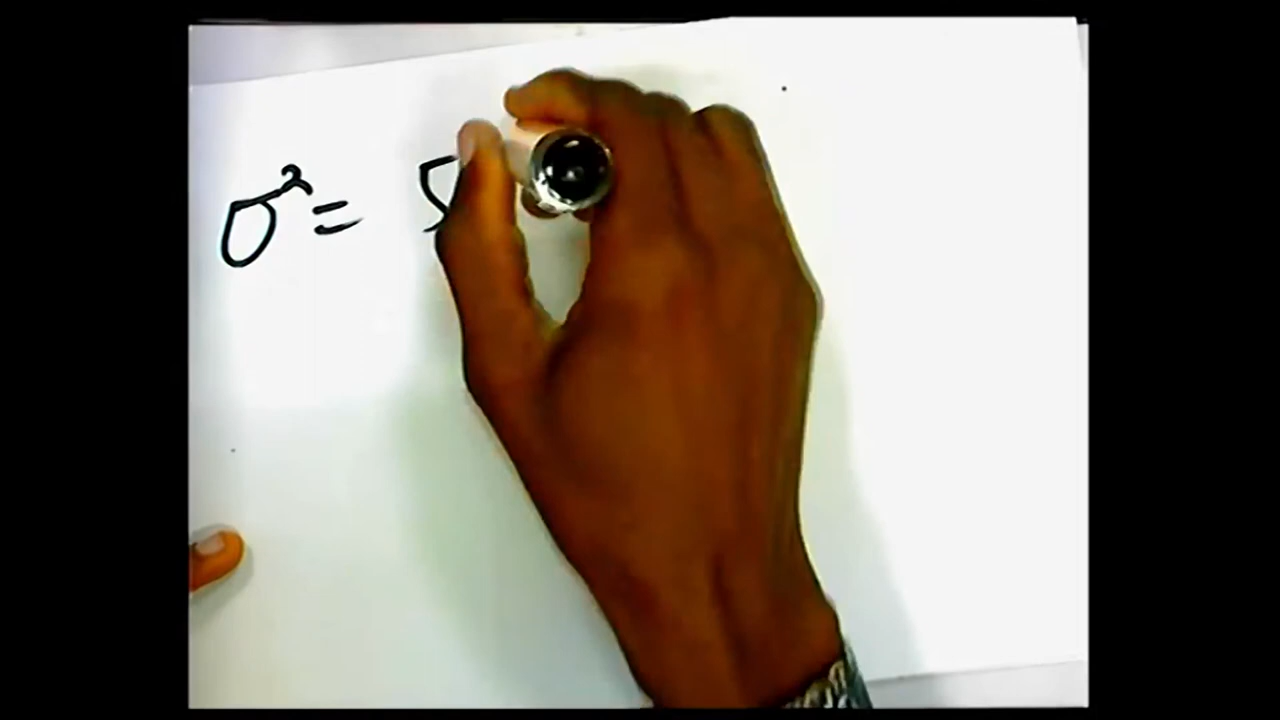 σ² =